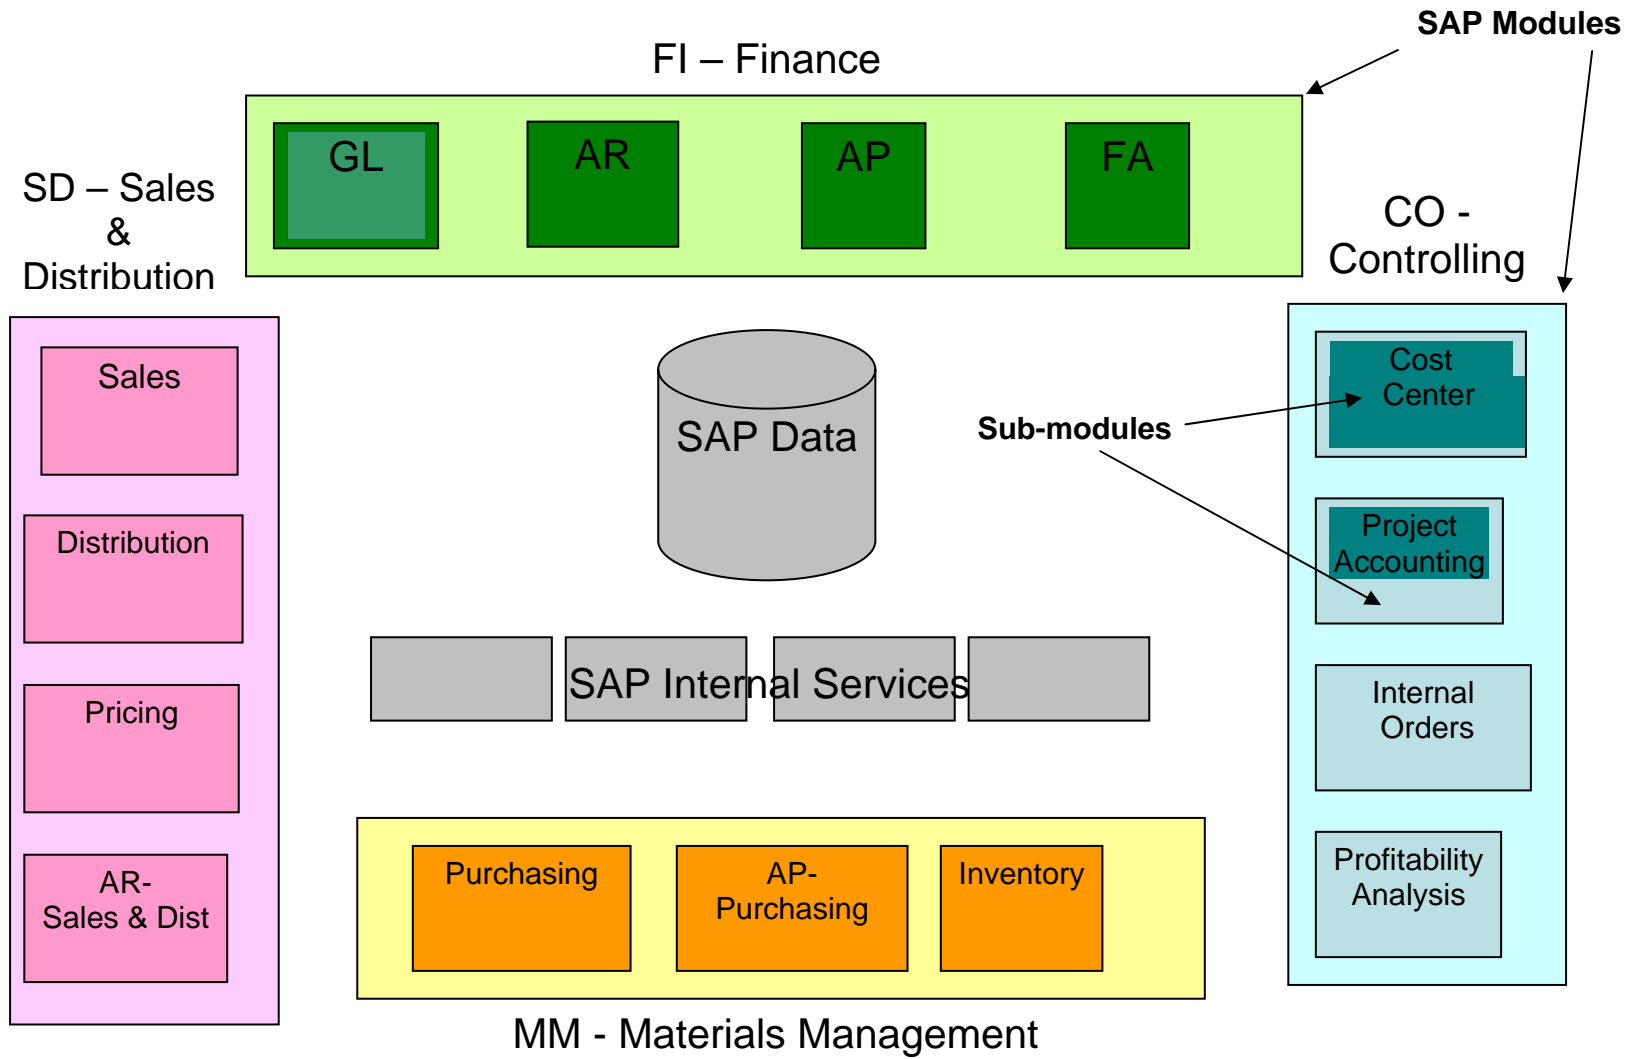 SAP Modules
FI – Finance
GL
AR
AP
FA
SD – Sales
&
Distribution
CO -
Controlling
Sales
Distribution
Pricing
AR-
Sales & Dist
SAP Data
Sub-modules
SAP Internal Services
Cost
Center
Project
Accounting
Internal
Orders
Profitability
Analysis
Purchasing
AP-
Purchasing
Inventory
MM - Materials Management